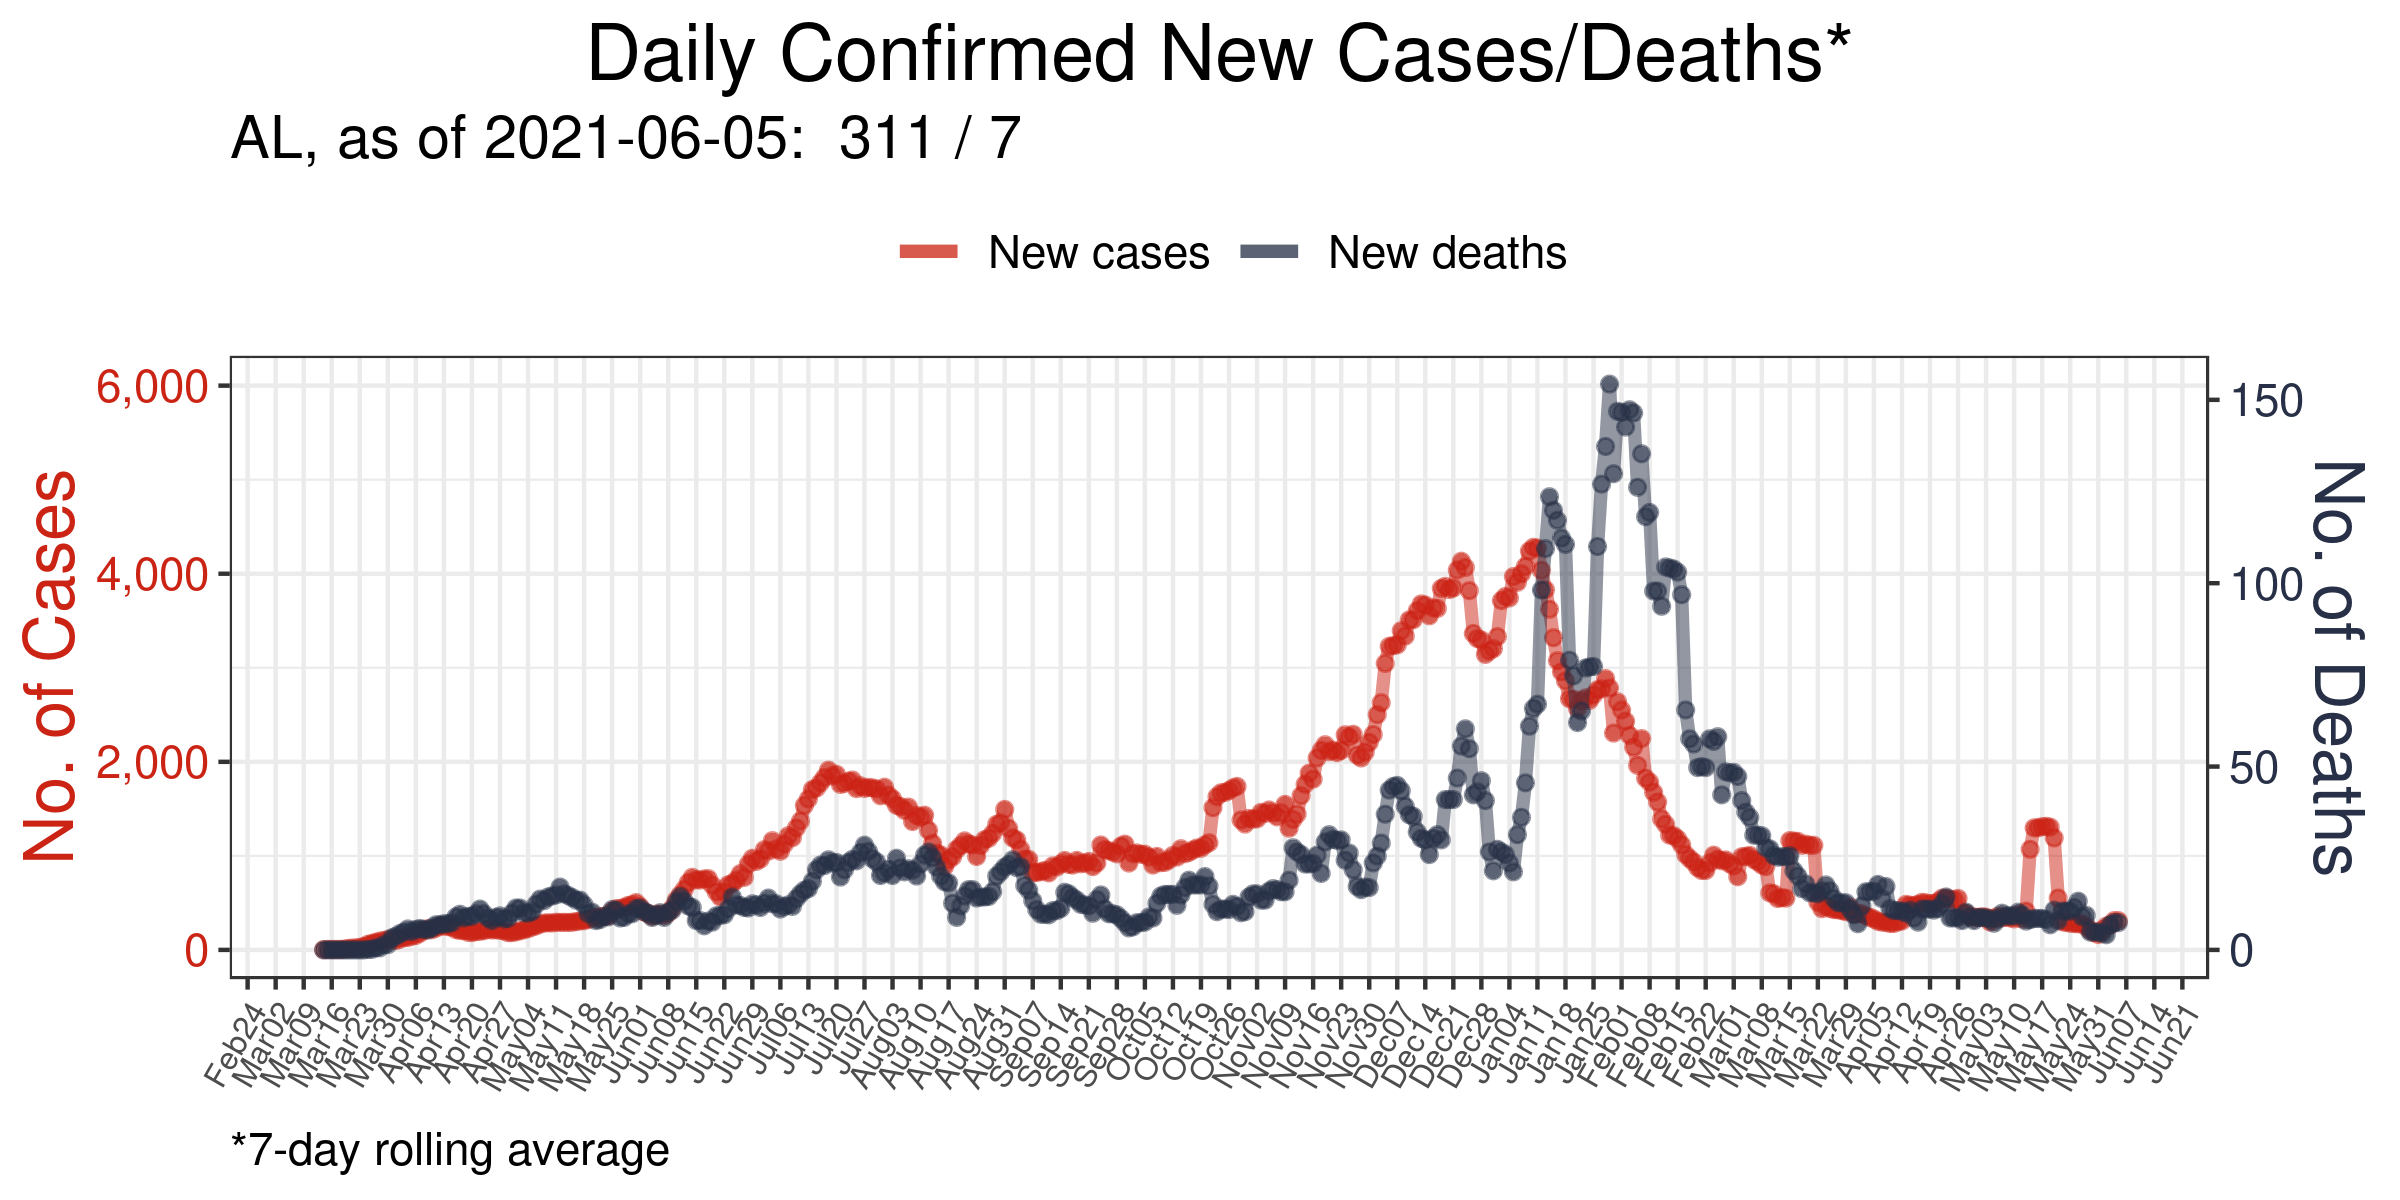 Daily Confirmed New Cases/Deaths*
AL, as of 2021-06-05:  311 / 7
New cases
New deaths
No. of Cases
6,000
4,000
2,000
0
150
100
50
0
No. of Deaths
Feb24
Mar02
Mar09
Mar16
Mar23
Mar30
Apr06
Apr13
Apr20
Apr27
May04
May11
May18
May25
Jun01
Jun08
Jun15
Jun22
Jun29
Jul06
Jul13
Jul20
Jul27
Aug03
Aug10
Aug17
Aug24
Aug31
Sep07
Sep14
Sep21
Sep28
Oct05
Oct12
Oct19
Oct26
Nov02
Nov09
Nov16
Nov23
Nov30
Dec07
Dec14
Dec21
Dec28
Jan04
Jan11
Jan18
Jan25
Feb01
Feb08
Feb15
Feb22
Mar01
Mar08
Mar15
Mar22
Mar29
Apr05
Apr12
Apr19
Apr26
May03
May10
May17
May24
May31
Jun07
Jun14
Jun21
*7-day rolling average